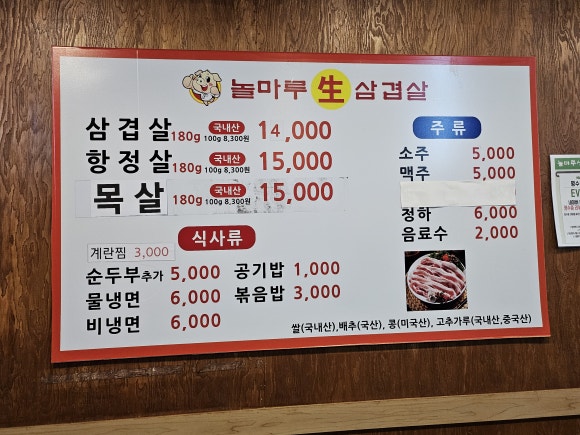 놀마루 生 삼겹살
삼겹살 180g 국내산 100g 8,300원 14,000
항정살 180g 국내산 100g 8,300원 15,000
목살 180g 국내산 100g 8,300원 15,000
주류
소주 5,000
맥주 5,000
청하 6,000
음료수 2,000
식사류
계란찜 3,000
순두부추가 5,000
물냉면 6,000
비냉면 6,000
공기밥 1,000
볶음밥 3,000
쌀(국내산),배추(국산), 콩(미국산), 고추가루(국내산,중국산)
놀마루